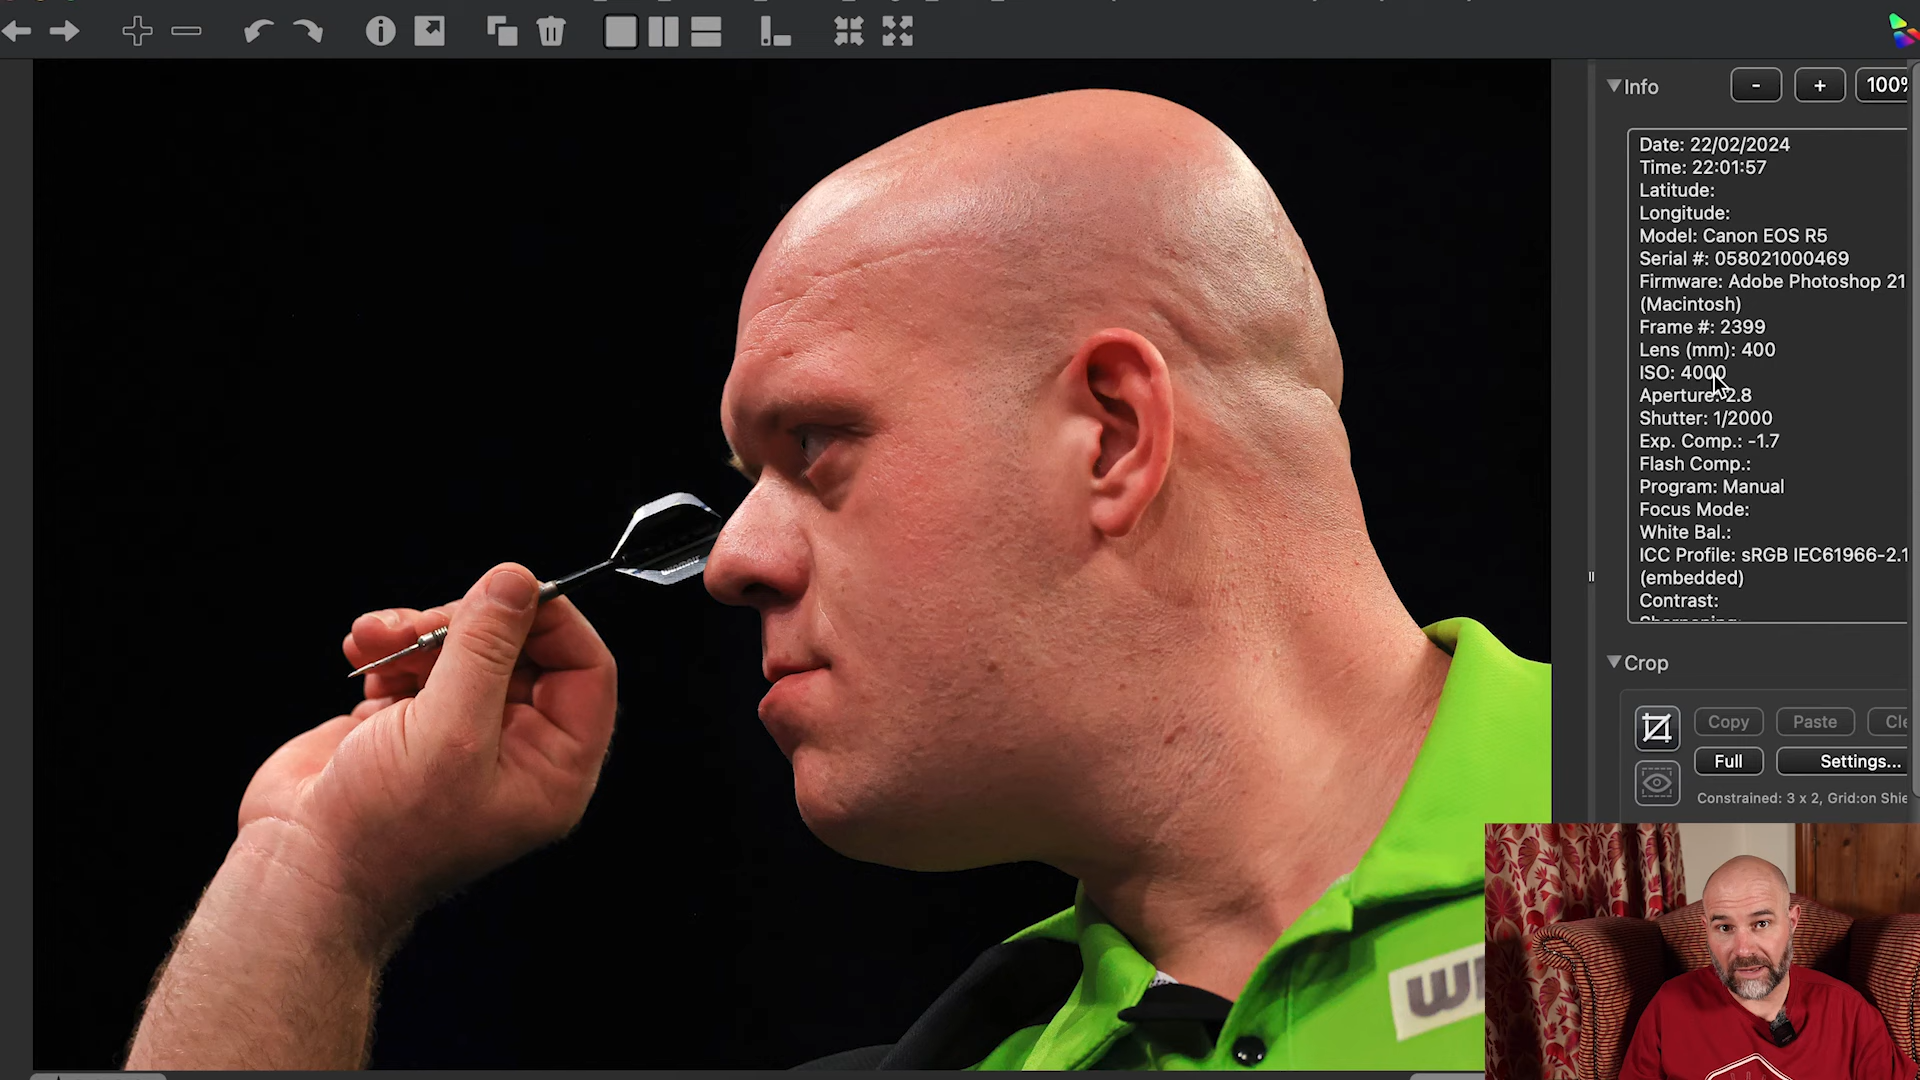 Info
-
+
100%
Date: 22/02/2024
Time: 22:01:57
Latitude:
Longitude:
Model: Canon EOS R5
Serial #: 058021000469
Firmware: Adobe Photoshop 21
(Macintosh)
Frame #: 2399
Lens (mm): 400
ISO: 4000
Aperture: 2.8
Shutter: 1/2000
Exp. Comp.: -1.7
Flash Comp.:
Program: Manual
Focus Mode:
White Bal.:
ICC Profile: sRGB IEC61966-2.1
(embedded)
Contrast:
Crop
Copy
Paste
Cle
Full
Settings...
Constrained: 3 x 2, Grid:on Shie